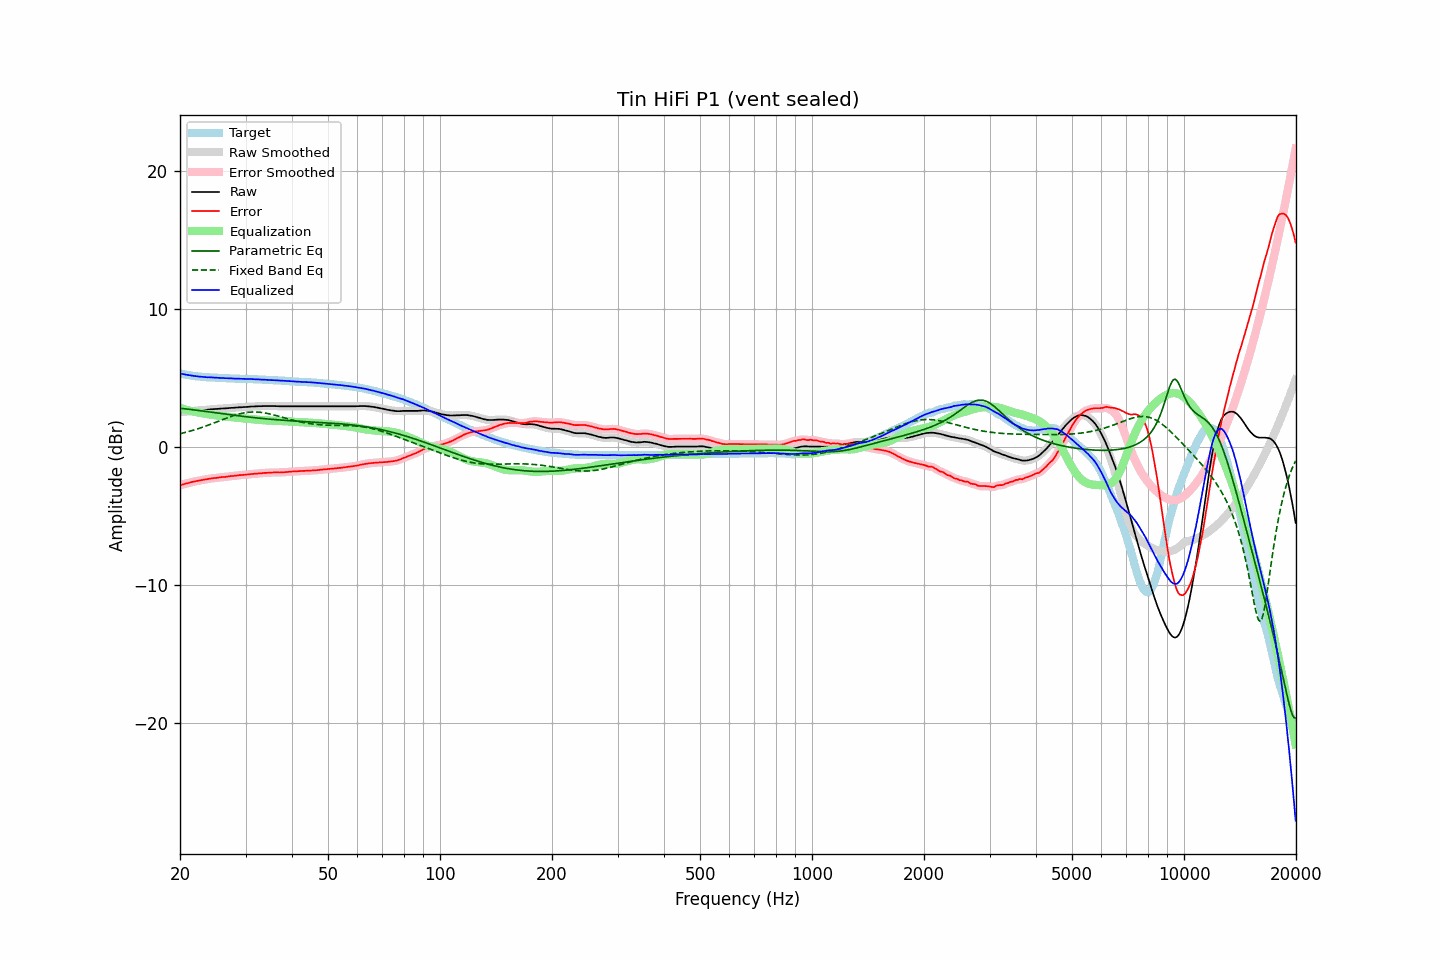 Tin HiFi P1 (vent sealed)
Target
Raw Smoothed
Error Smoothed
Raw
Error
Equalization
Parametric Eq
Fixed Band Eq
Equalized
Amplitude (dBr)
20
10
0
−10
−20
20
50
100
200
500
1000
2000
5000
10000
20000
Frequency (Hz)